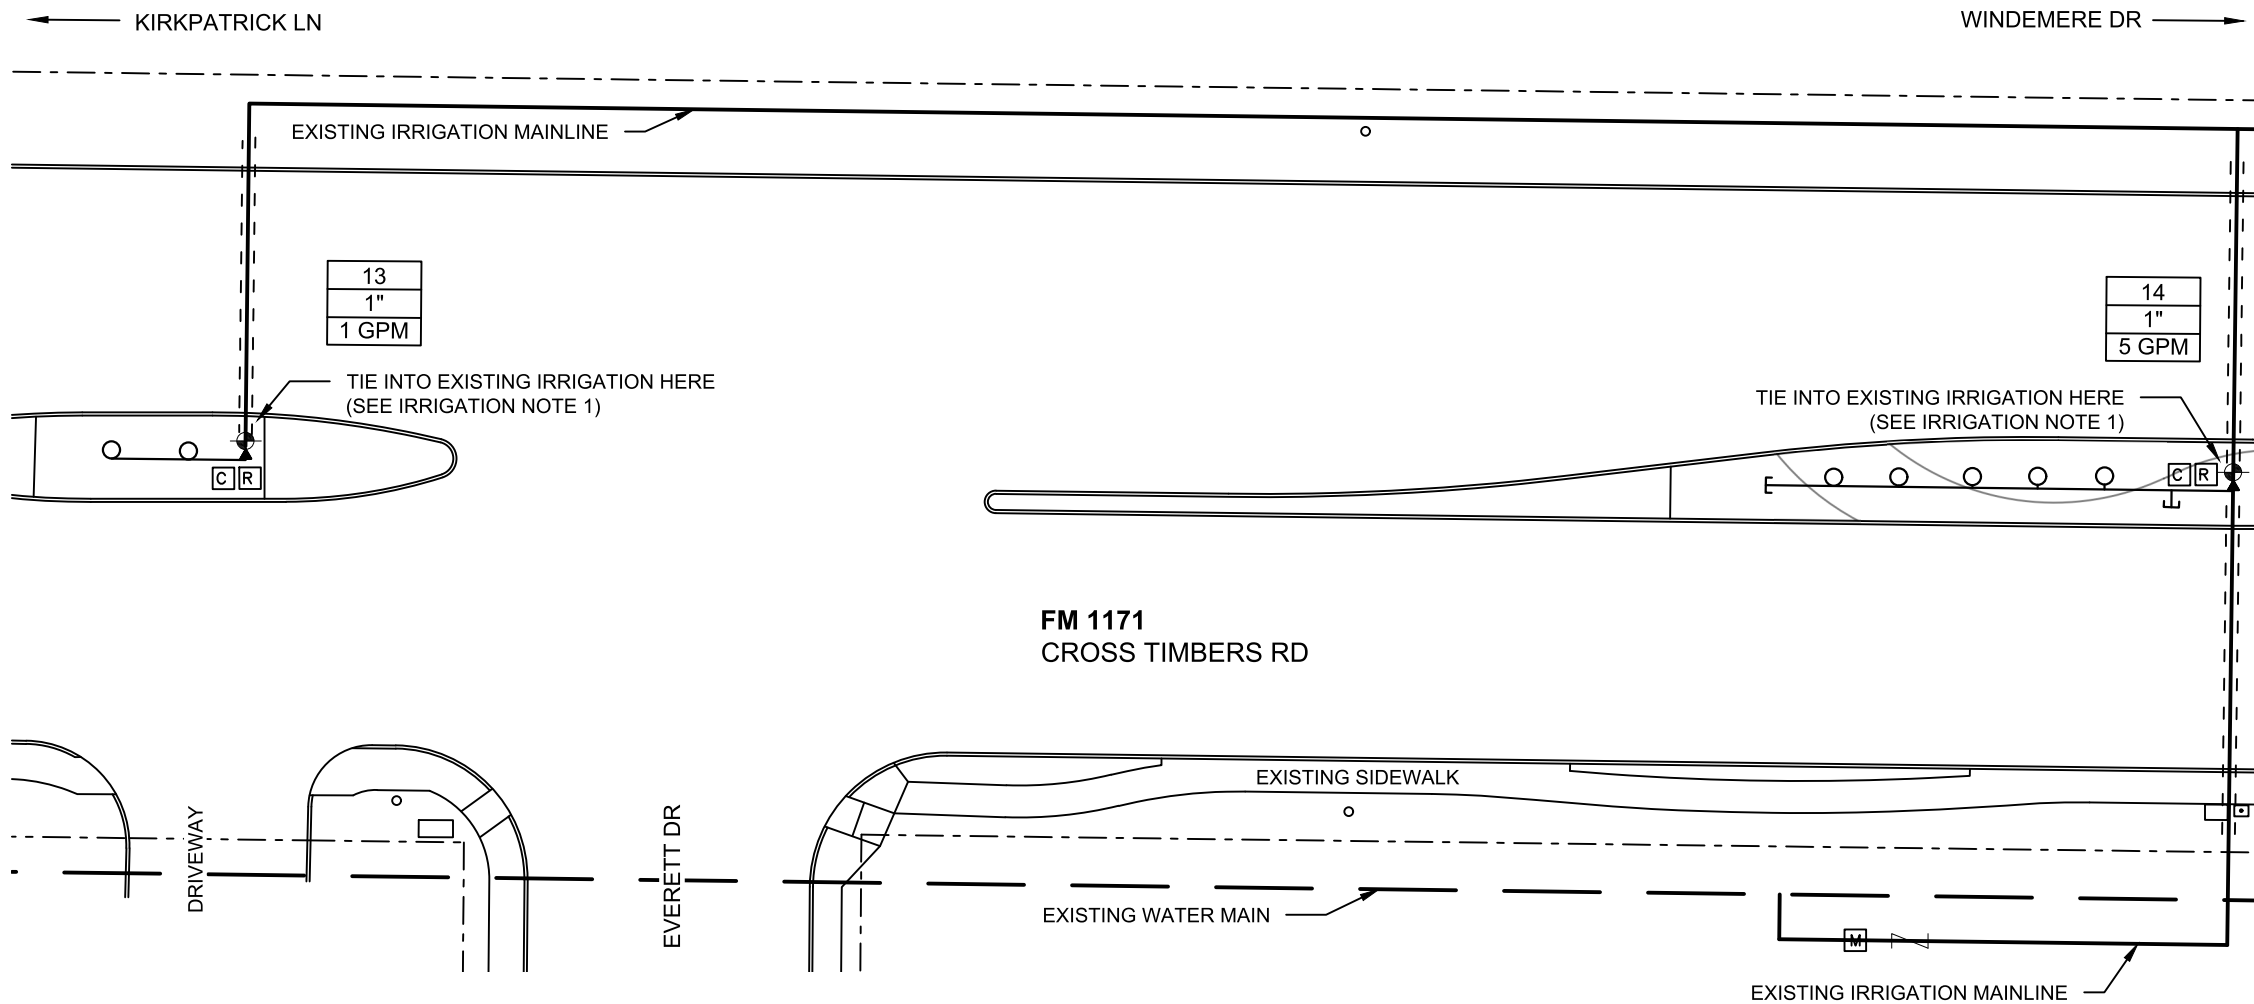 KIRKPATRICK LN
WINDEMERE DR
EXISTING IRRIGATION MAINLINE
13
1"
1 GPM
14
1"
5 GPM
TIE INTO EXISTING IRRIGATION HERE
(SEE IRRIGATION NOTE 1)
TIE INTO EXISTING IRRIGATION HERE
(SEE IRRIGATION NOTE 1)
C R
C R
FM 1171
CROSS TIMBERS RD
EXISTING SIDEWALK
DRIVEWAY
EVERETT DR
EXISTING WATER MAIN
M
EXISTING IRRIGATION MAINLINE